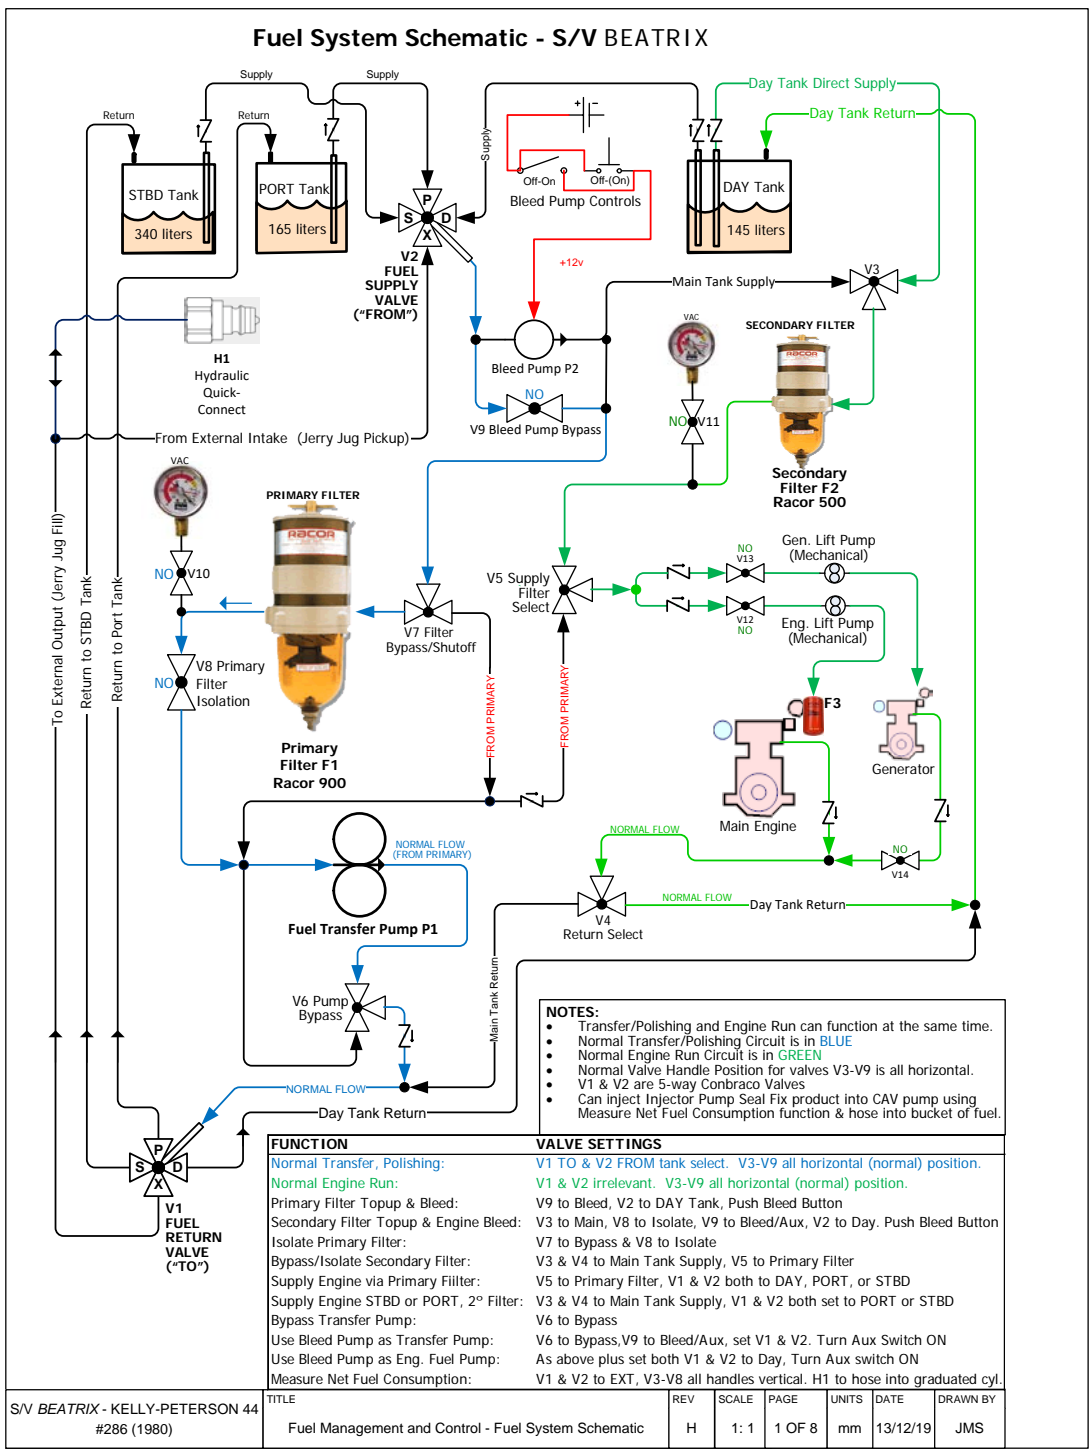 Fuel System Schematic - S/V BEATRIX
Supply
Supply
Day Tank Direct Supply
Day Tank Return
Return
Return
Supply
+
−
Off-On
Off-(On)
Bleed Pump Controls
STBD Tank
340 liters
PORT Tank
165 liters
DAY Tank
145 liters
P
S
D
X
V2
FUEL
SUPPLY
VALVE
("FROM")
+12v
Main Tank Supply
V3
H1
Hydraulic
Quick-
Connect
Bleed Pump P2
NO
V9 Bleed Pump Bypass
VAC
NO
V11
SECONDARY FILTER
RACOR
Secondary
Filter F2
Racor 500
From External Intake (Jerry Jug Pickup)
VAC
PRIMARY FILTER
RACOR
NO
V10
V7 Filter
Bypass/Shutoff
V8 Primary
Filter
Isolation
NO
Primary
Filter F1
Racor 900
V5 Supply
Filter
Select
NO
V13
Gen. Lift Pump
(Mechanical)
V12
NO
Eng. Lift Pump
(Mechanical)
FROM PRIMARY
FROM PRIMARY
F3
Generator
Main Engine
To External Output (Jerry Jug Fill)
Return to STBD Tank
Return to Port Tank
NORMAL FLOW
(FROM PRIMARY)
Fuel Transfer Pump P1
NORMAL FLOW
NO
V14
NORMAL FLOW
Day Tank Return
V4
Return Select
Main Tank Return
V6 Pump
Bypass
NORMAL FLOW
Day Tank Return
P
S
D
X
V1
FUEL
RETURN
VALVE
("TO")
NOTES:
• Transfer/Polishing and Engine Run can function at the same time.
• Normal Transfer/Polishing Circuit is in BLUE
• Normal Engine Run Circuit is in GREEN
• Normal Valve Handle Position for valves V3-V9 is all horizontal.
• V1 & V2 are 5-way Conbraco Valves
• Can inject Injector Pump Seal Fix product into CAV pump using
Measure Net Fuel Consumption function & hose into bucket of fuel.
FUNCTION VALVE SETTINGS
Normal Transfer, Polishing: V1 TO & V2 FROM tank select. V3-V9 all horizontal (normal) position.
Normal Engine Run: V1 & V2 irrelevant. V3-V9 all horizontal (normal) position.
Primary Filter Topup & Bleed: V9 to Bleed, V2 to DAY Tank, Push Bleed Button
Secondary Filter Topup & Engine Bleed: V3 to Main, V8 to Isolate, V9 to Bleed/Aux, V2 to Day. Push Bleed Button
Isolate Primary Filter: V7 to Bypass & V8 to Isolate
Bypass/Isolate Secondary Filter: V3 & V4 to Main Tank Supply, V5 to Primary Filter
Supply Engine via Primary Fiilter: V5 to Primary Filter, V1 & V2 both to DAY, PORT, or STBD
Supply Engine STBD or PORT, 2º Filter: V3 & V4 to Main Tank Supply, V1 & V2 both set to PORT or STBD
Bypass Transfer Pump: V6 to Bypass
Use Bleed Pump as Transfer Pump: V6 to Bypass,V9 to Bleed/Aux, set V1 & V2. Turn Aux Switch ON
Use Bleed Pump as Eng. Fuel Pump: As above plus set both V1 & V2 to Day, Turn Aux switch ON
Measure Net Fuel Consumption: V1 & V2 to EXT, V3-V8 all handles vertical. H1 to hose into graduated cyl.
S/V BEATRIX - KELLY-PETERSON 44
#286 (1980)
TITLE
Fuel Management and Control - Fuel System Schematic
REV
H
SCALE
1: 1
PAGE
1 OF 8
UNITS
mm
DATE
13/12/19
DRAWN BY
JMS